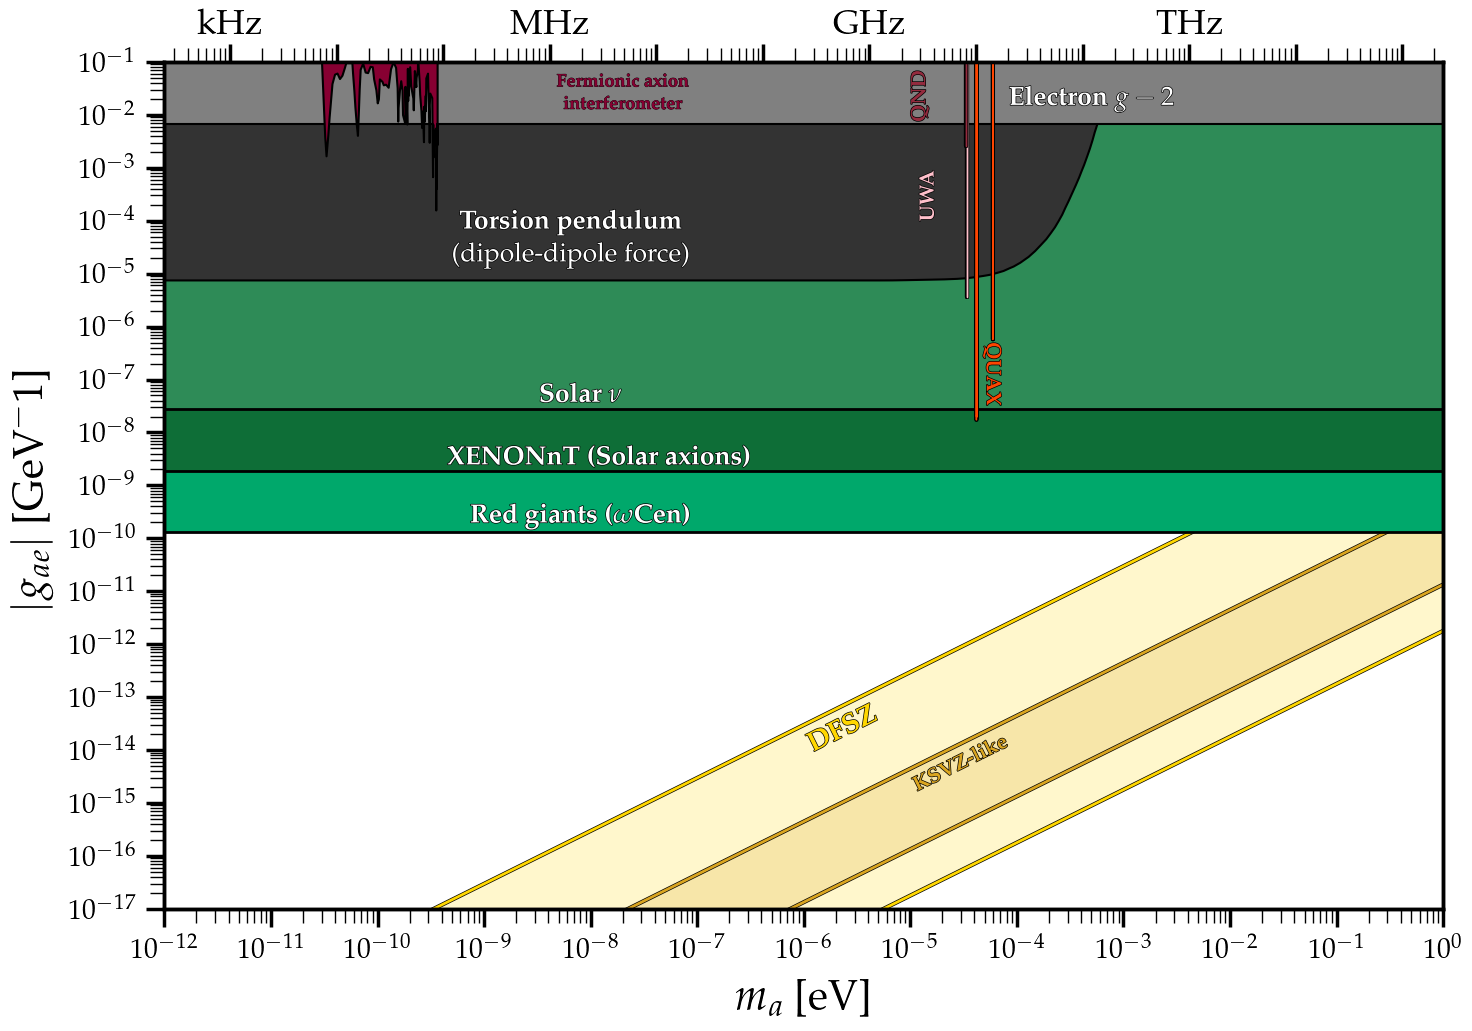 kHz MHz GHz THz
10⁻¹
10⁻²
10⁻³
10⁻⁴
10⁻⁵
10⁻⁶
10⁻⁷
10⁻⁸
10⁻⁹
10⁻¹⁰
10⁻¹¹
10⁻¹²
10⁻¹³
10⁻¹⁴
10⁻¹⁵
10⁻¹⁶
10⁻¹⁷
|g_ae| [GeV⁻1]
Fermionic axion
interferometer
QND
Electron g − 2
UWA
Torsion pendulum
(dipole-dipole force)
QUAX
Solar ν
XENONnT (Solar axions)
Red giants (ωCen)
DFSZ
KSVZ-like
10⁻¹² 10⁻¹¹ 10⁻¹⁰ 10⁻⁹ 10⁻⁸ 10⁻⁷ 10⁻⁶ 10⁻⁵ 10⁻⁴ 10⁻³ 10⁻² 10⁻¹ 10⁰
m_a [eV]